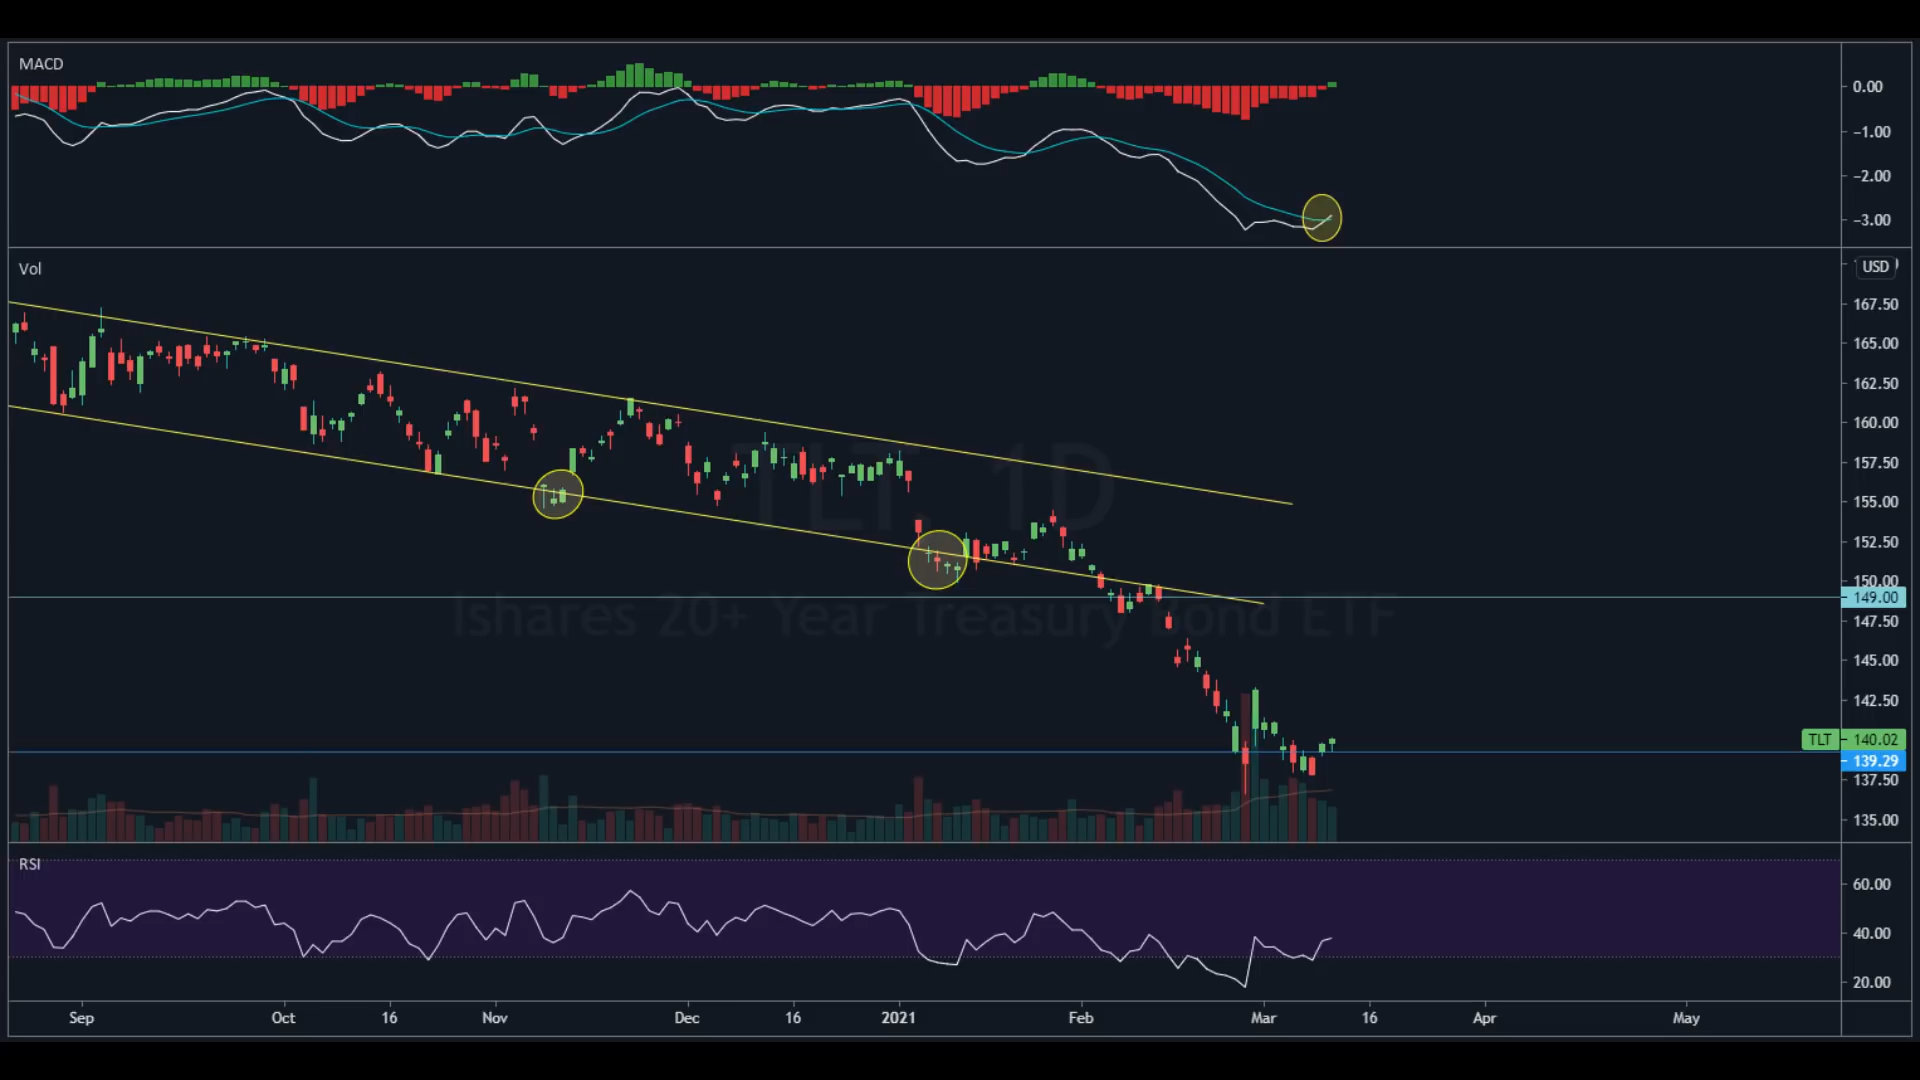 MACD
0.00
-1.00
-2.00
-3.00
Vol
USD
167.50
165.00
162.50
160.00
157.50
155.00
152.50
150.00
149.00
147.50
145.00
142.50
TLT 140.02
139.29
137.50
135.00
TLT, 1D
Ishares 20+ Year Treasury Bond ETF
RSI
60.00
40.00
20.00
Sep Oct 16 Nov Dec 16 2021 Feb Mar 16 Apr May